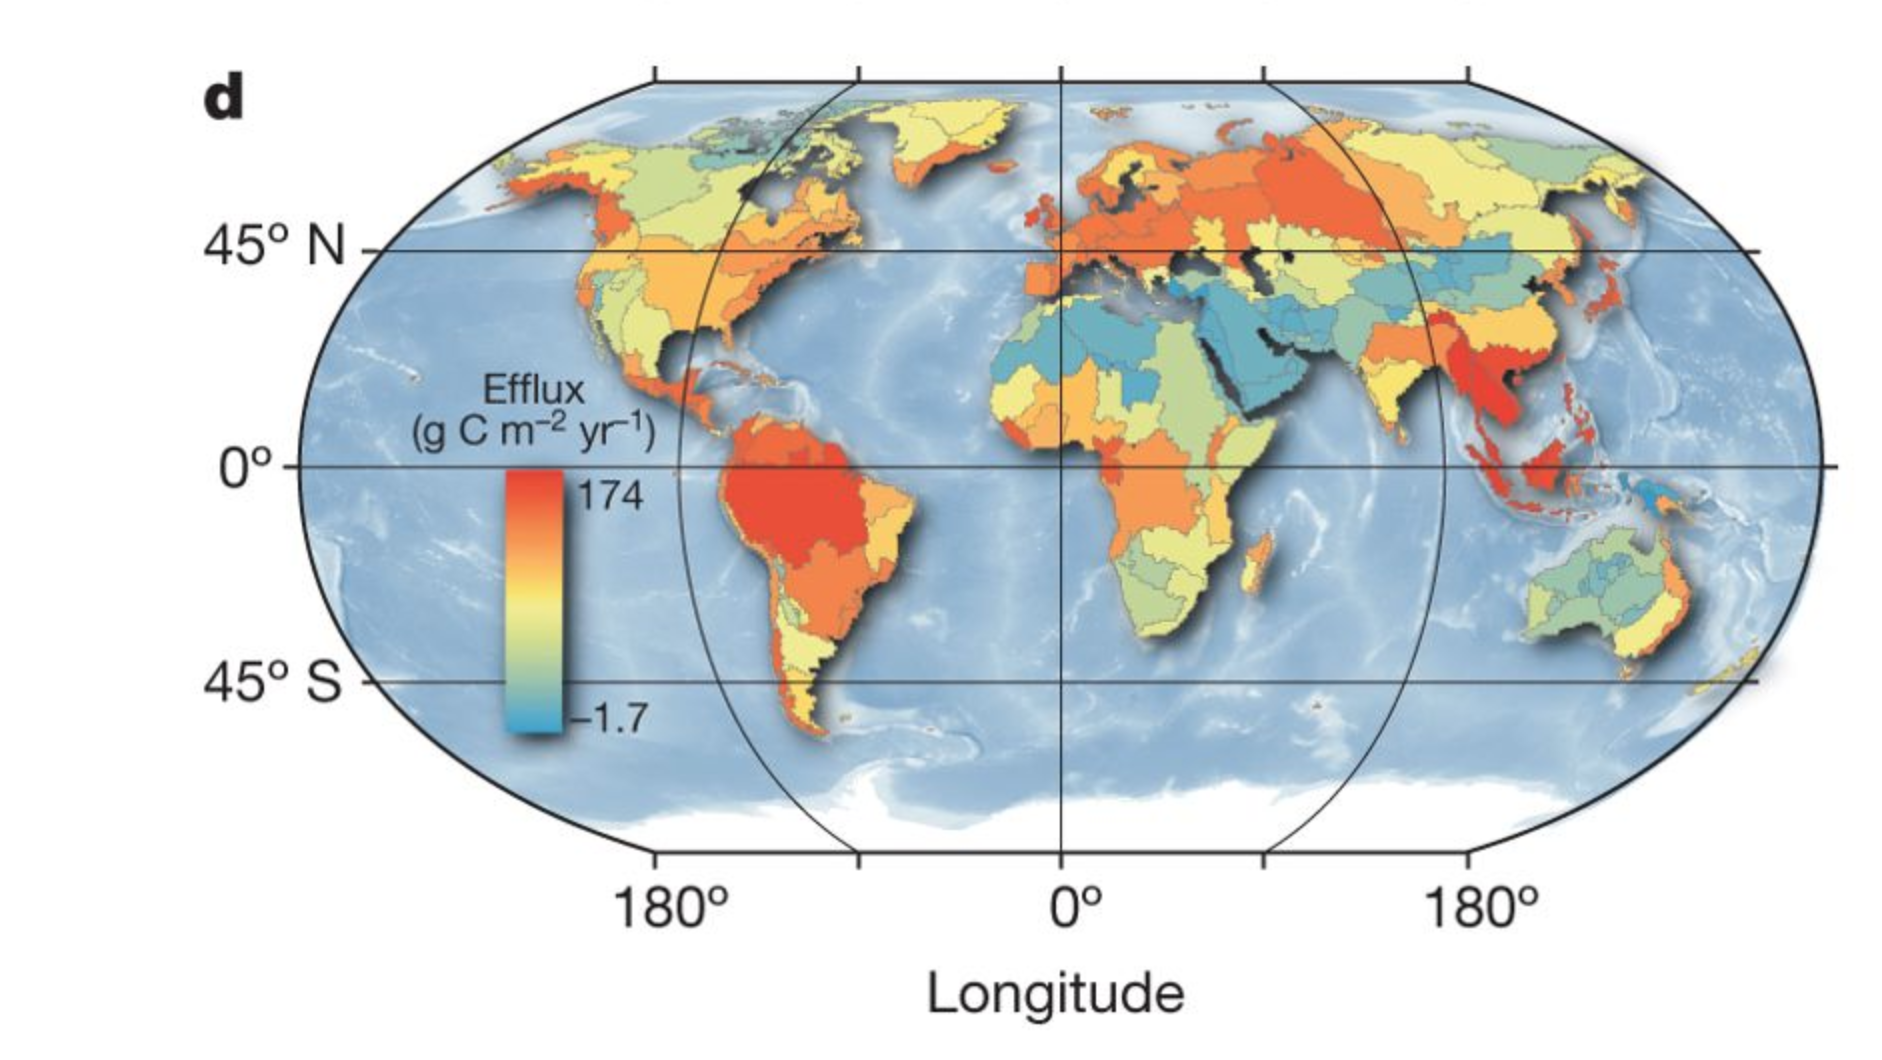 d
45º N
Efflux
(g C m⁻² yr⁻¹)
0º
174
45º S
–1.7
180º 0º 180º
Longitude